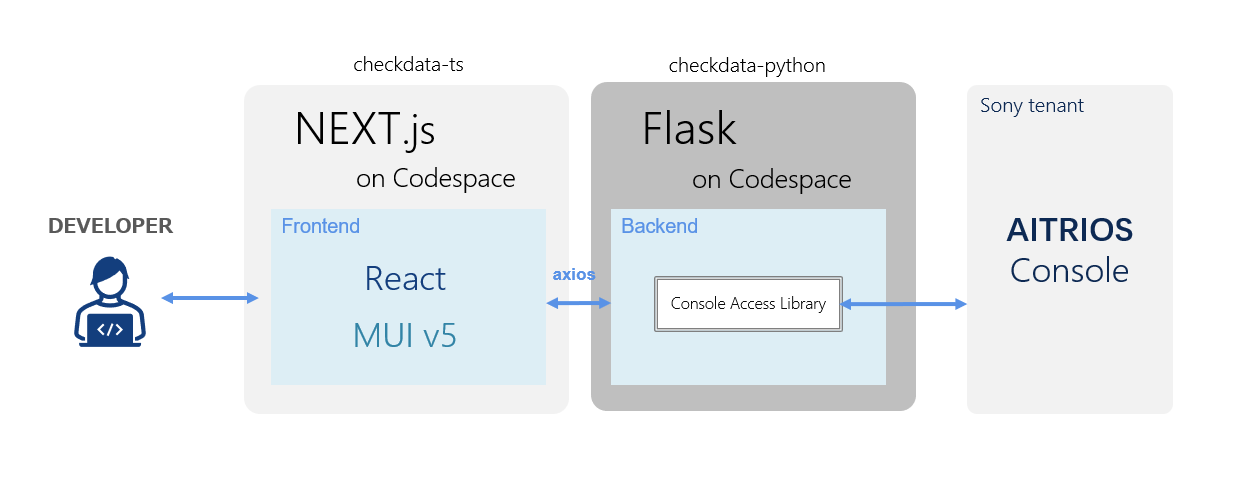 checkdata-ts
NEXT.js
on Codespace
Frontend
React
MUI v5
DEVELOPER
</>
axios
checkdata-python
Flask
on Codespace
Backend
Console Access Library
Sony tenant
AITRIOS
Console